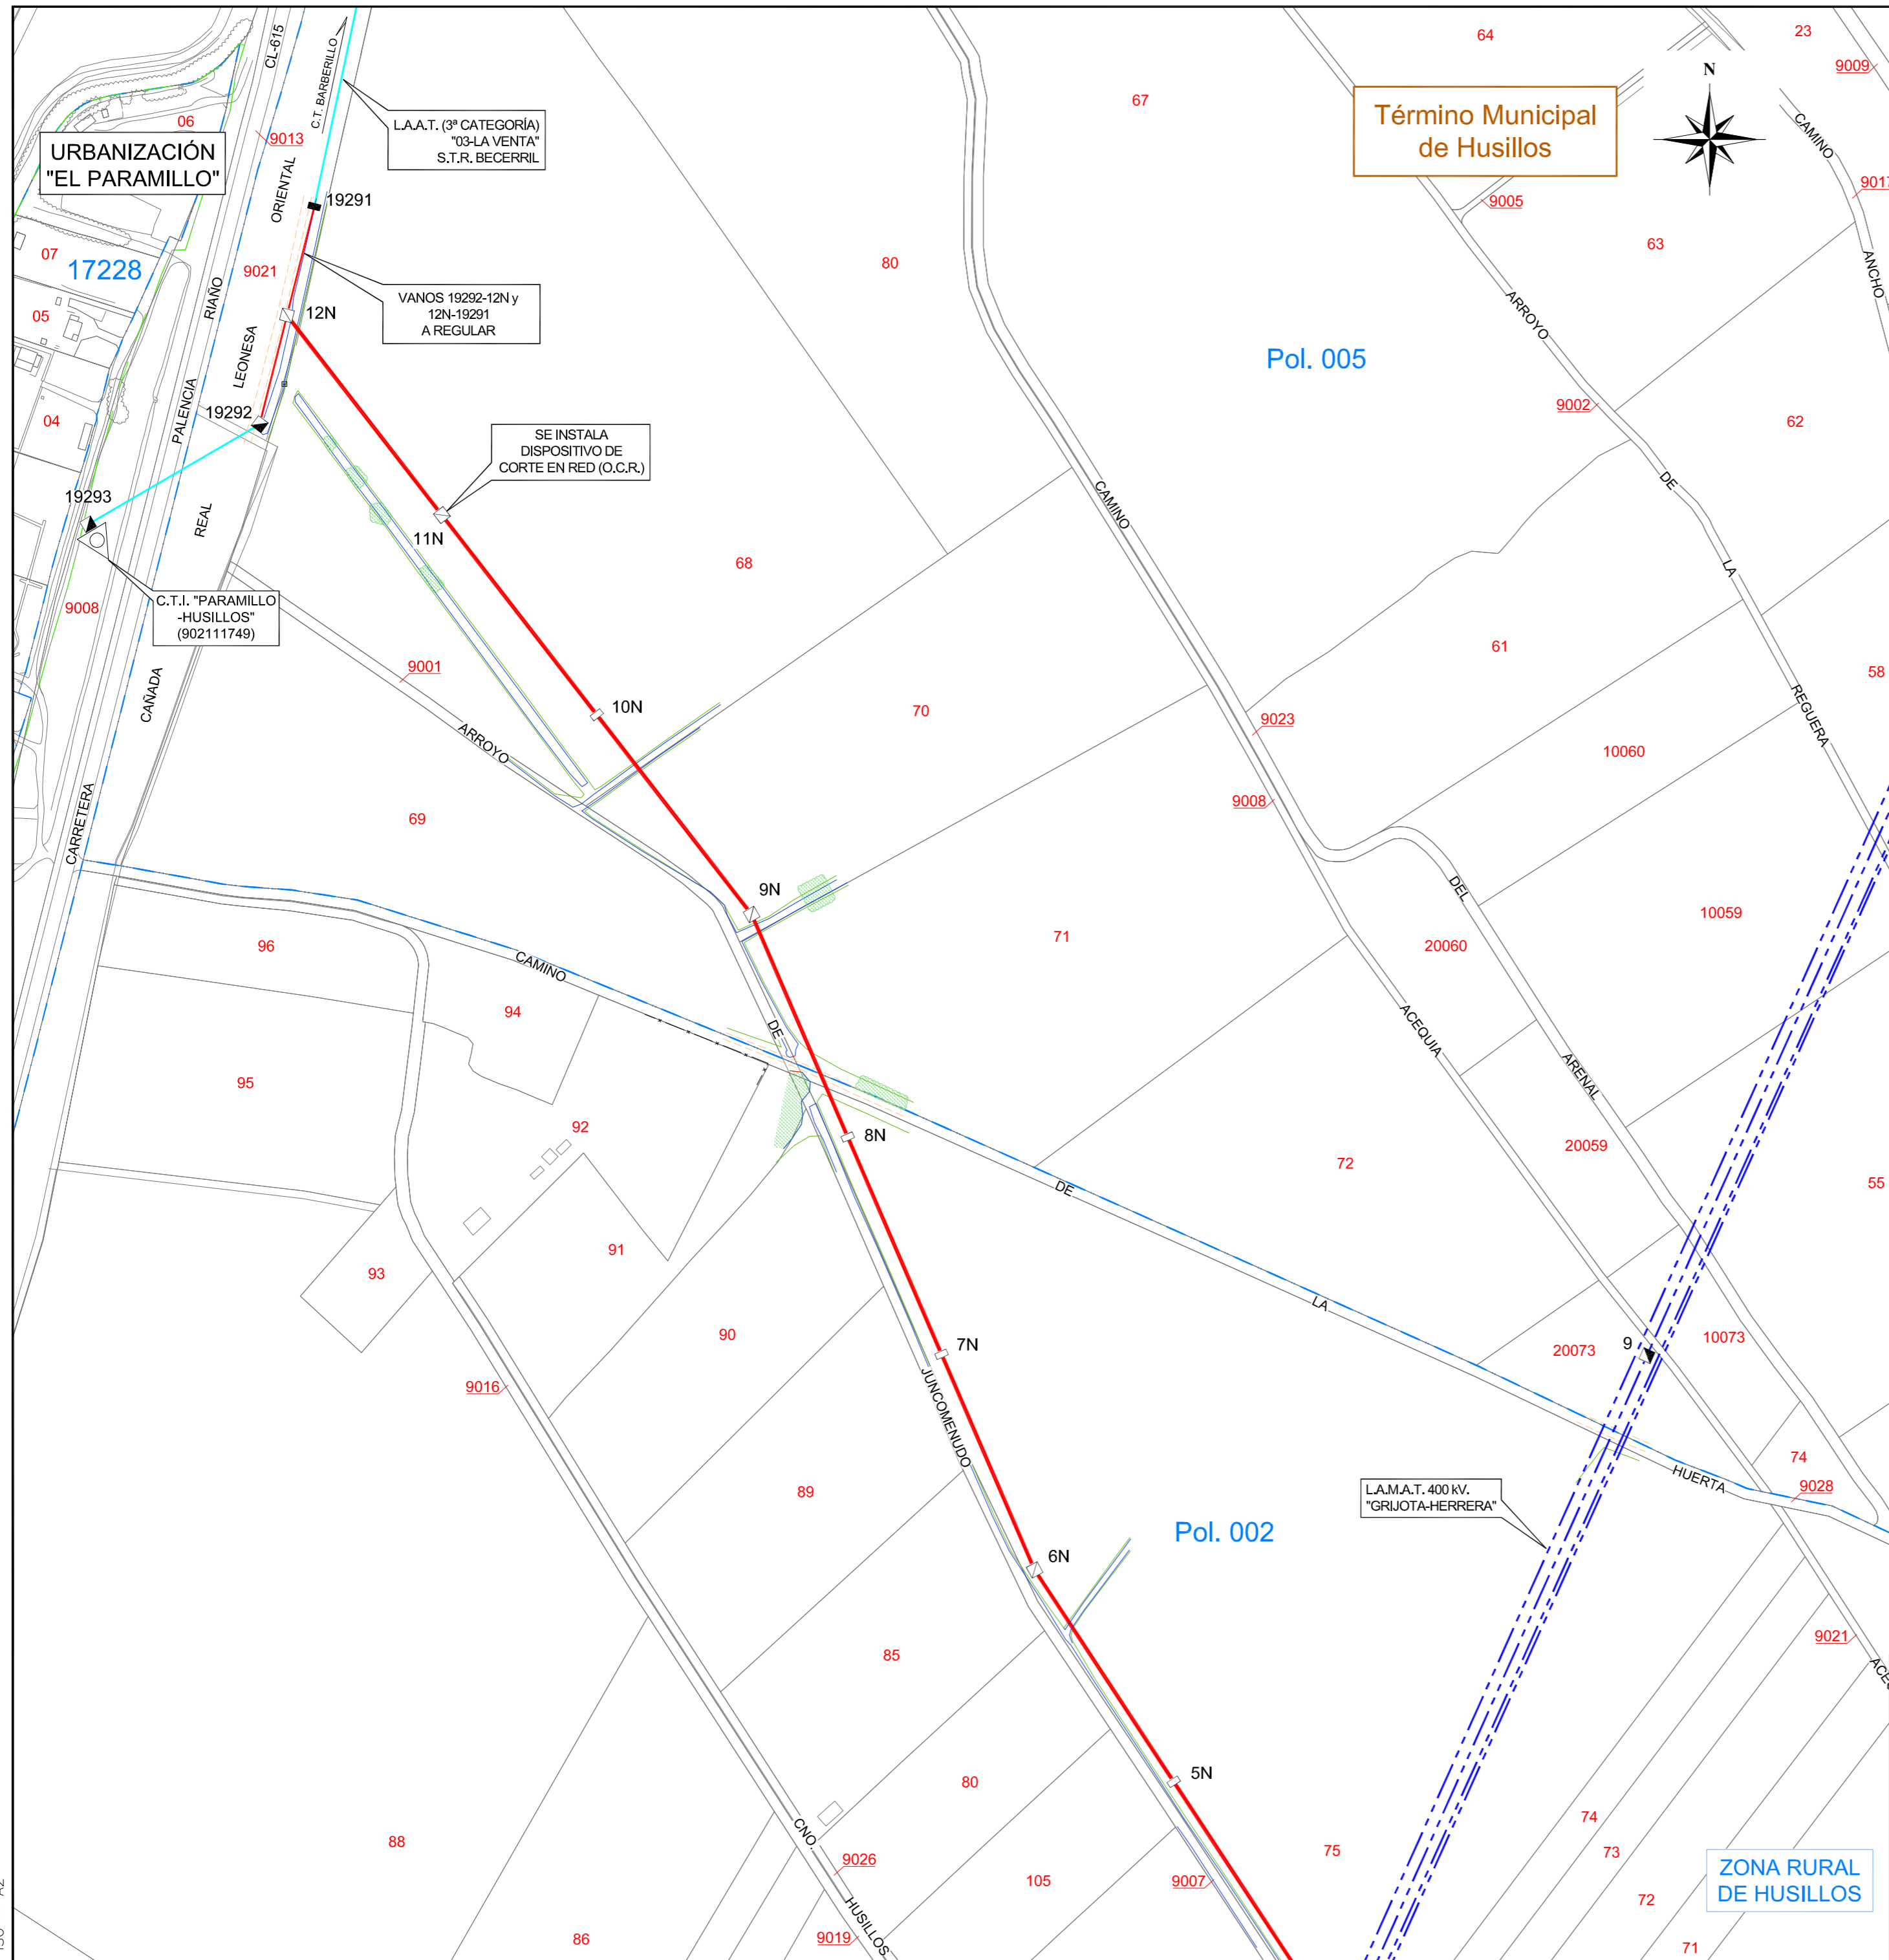 CL-615
C.T. BARBERILLO
64
23
9009
67
Término Municipal
de Husillos
N
CAMINO
ANCHO
9017
L.A.A.T. (3ª CATEGORÍA)
"03-LA VENTA"
S.T.R. BECERRIL
06
9013
URBANIZACIÓN
"EL PARAMILLO"
ORIENTAL
19291
9005
63
07
17228
9021
80
RIAÑO
VANOS 19292-12N y
12N-19291
A REGULAR
05
12N
ARROYO
LEONESA
Pol. 005
PALENCIA
19292
9002
62
04
SE INSTALA
DISPOSITIVO DE
CORTE EN RED (O.C.R.)
CAMINO
DE
19293
REAL
11N
68
LA
C.T.I. "PARAMILLO
-HUSILLOS"
(902111749)
9008
61
9001
58
CAÑADA
10N
70
9023
REGUERA
ARROYO
10060
9008
CARRETERA
69
9N
DEL
10059
71
20060
96
CAMINO
94
DE
ACEQUIA
ARENAL
95
92
8N
20059
72
55
DE
91
93
LA
90
7N
20073
9
10073
9016
JUNCOMENUDO
74
89
HUERTA
9028
L.A.M.A.T. 400 kV.
"GRIJOTA-HERRERA"
Pol. 002
6N
9021
85
ACEQ
5N
80
74
CNO.
88
75
73
9026
ZONA RURAL
DE HUSILLOS
105
9007
72
HUSILLOS
86
9019
71
A2